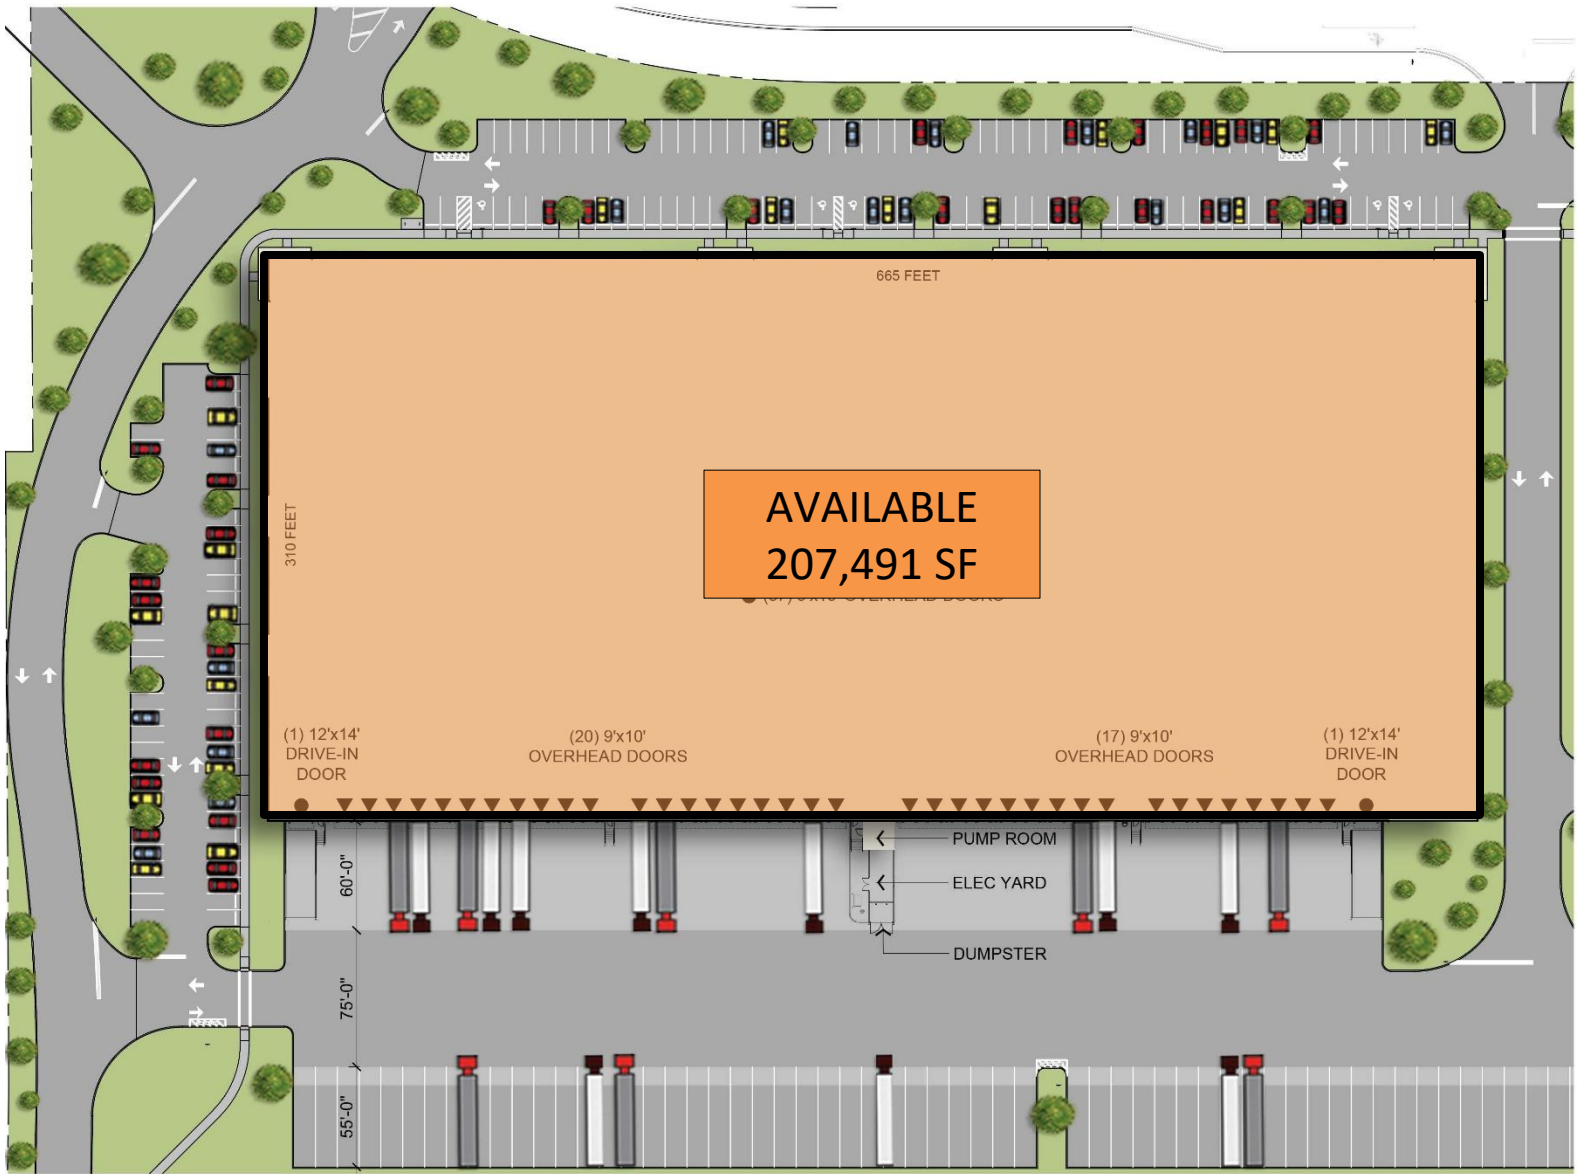 665 FEET
310 FEET
AVAILABLE
207,491 SF
OVERHEAD DOORS
(1) 12'x14'
DRIVE-IN
DOOR
(20) 9'x10'
OVERHEAD DOORS
(17) 9'x10'
OVERHEAD DOORS
(1) 12'x14'
DRIVE-IN
DOOR
PUMP ROOM
ELEC YARD
DUMPSTER
60'-0"
75'-0"
55'-0"